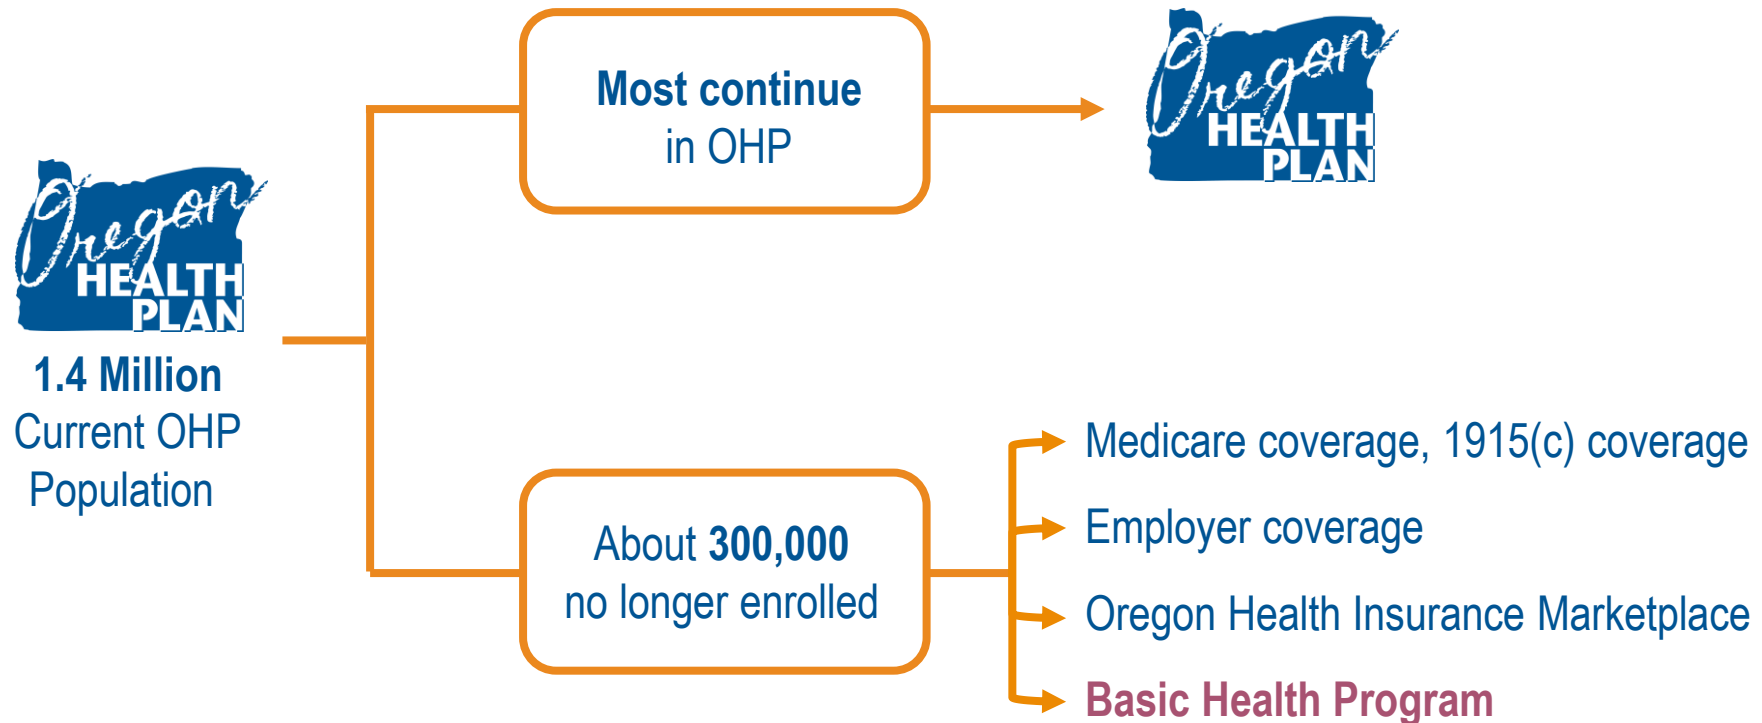 Oregon
HEALTH
PLAN
1.4 Million
Current OHP
Population
Most continue
in OHP
Oregon
HEALTH
PLAN
About 300,000
no longer enrolled
Medicare coverage, 1915(c) coverage
Employer coverage
Oregon Health Insurance Marketplace
Basic Health Program